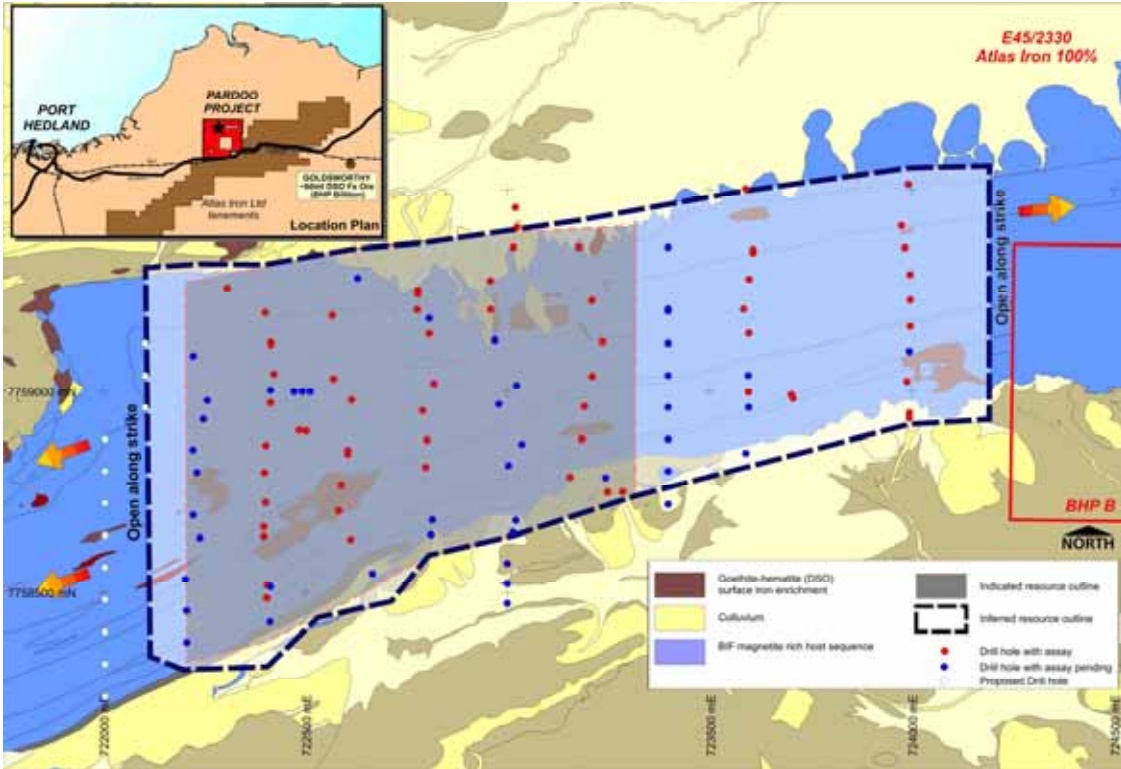 E45/2330
Atlas Iron 100%
PORT
HEDLAND
PARDOO
PROJECT
GOLDSWORTHY
DSO Fe Ore
(BHP Billiton)
Atlas Iron Ltd
tenements
Location Plan
Open along strike
Open along strike
7759000 mN
7758500 mN
BHP B
NORTH
Goethite-hematite (DSO)
surface iron enrichment
Colluvium
BIF magnetite rich host sequence
Indicated resource outline
Inferred resource outline
Drill hole with assay
Drill hole with assay pending
Proposed Drill hole
722000 mE
722500 mE
723500 mE
724000 mE
724500 mE